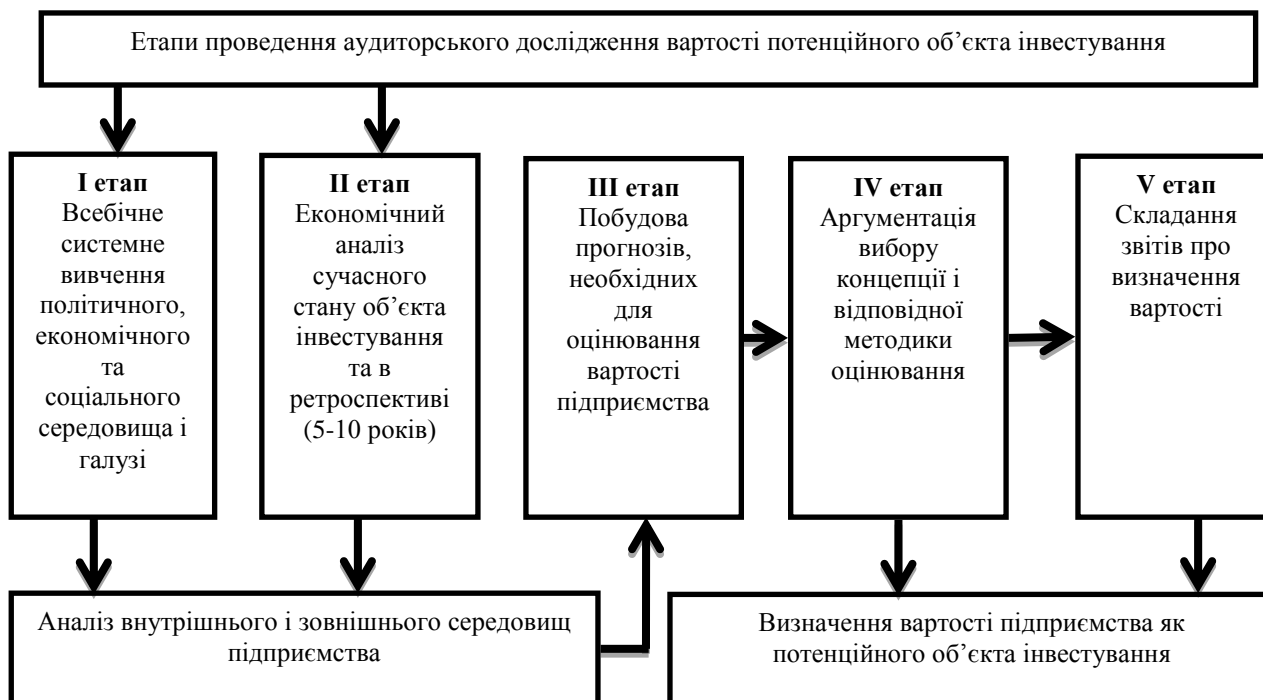 Етапи проведення аудиторського дослідження вартості потенційного об’єкта інвестування
I етап
Всебічне
системне
вивчення
політичного,
економічного
та
соціального
середовища і
галузі
II етап
Економічний
аналіз
сучасного
стану об’єкта
інвестування
та в
ретроспективі
(5-10 років)
III етап
Побудова
прогнозів,
необхідних
для
оцінювання
вартості
підприємства
IV етап
Аргументація
вибору
концепції і
відповідної
методики
оцінювання
V етап
Складання
звітів про
визначення
вартості
Аналіз внутрішнього і зовнішнього середовищ
підприємства
Визначення вартості підприємства як
потенційного об’єкта інвестування